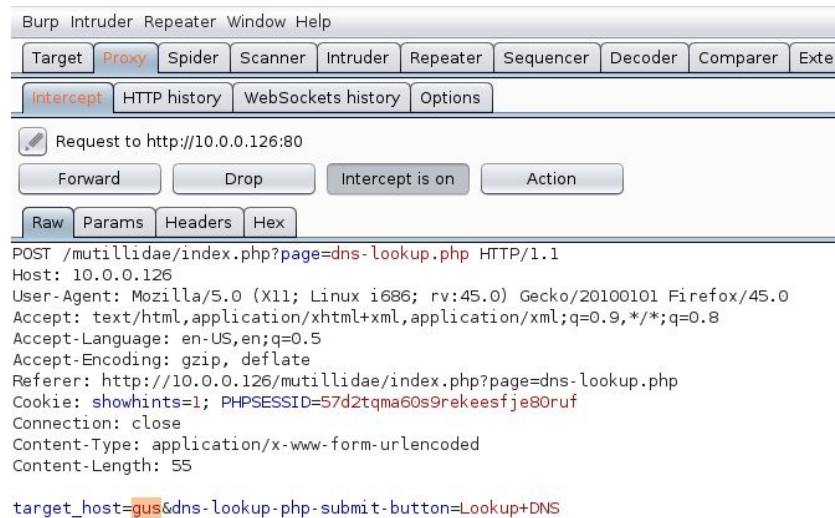 Burp Intruder Repeater Window Help
Target Proxy Spider Scanner Intruder Repeater Sequencer Decoder Comparer Exte
Intercept HTTP history WebSockets history Options
Request to http://10.0.0.126:80
Forward Drop Intercept is on Action
Raw Params Headers Hex
POST /mutillidae/index.php?page=dns-lookup.php HTTP/1.1
Host: 10.0.0.126
User-Agent: Mozilla/5.0 (X11; Linux i686; rv:45.0) Gecko/20100101 Firefox/45.0
Accept: text/html,application/xhtml+xml,application/xml;q=0.9,*/*;q=0.8
Accept-Language: en-US,en;q=0.5
Accept-Encoding: gzip, deflate
Referer: http://10.0.0.126/mutillidae/index.php?page=dns-lookup.php
Cookie: showhints=1; PHPSESSID=57d2tqma60s9rekeesfje80ruf
Connection: close
Content-Type: application/x-www-form-urlencoded
Content-Length: 55
target_host=gus&dns-lookup-php-submit-button=Lookup+DNS